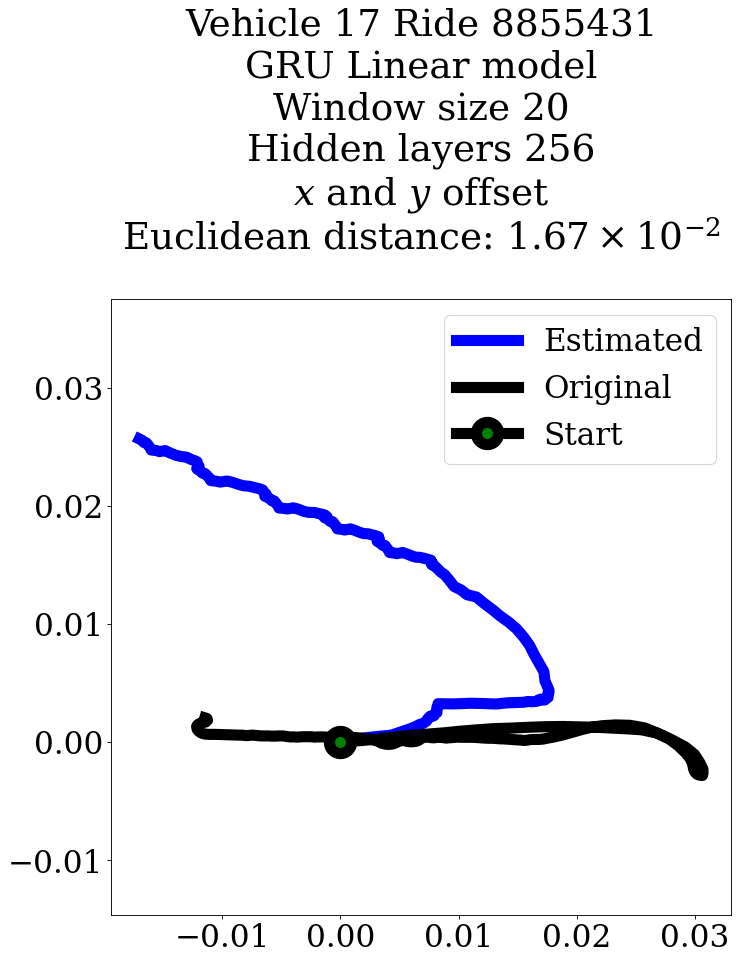 Vehicle 17 Ride 8855431
GRU Linear model
Window size 20
Hidden layers 256
x and y offset
Euclidean distance: 1.67 × 10⁻²
Estimated
Original
Start
0.03
0.02
0.01
0.00
−0.01
−0.01 0.00 0.01 0.02 0.03